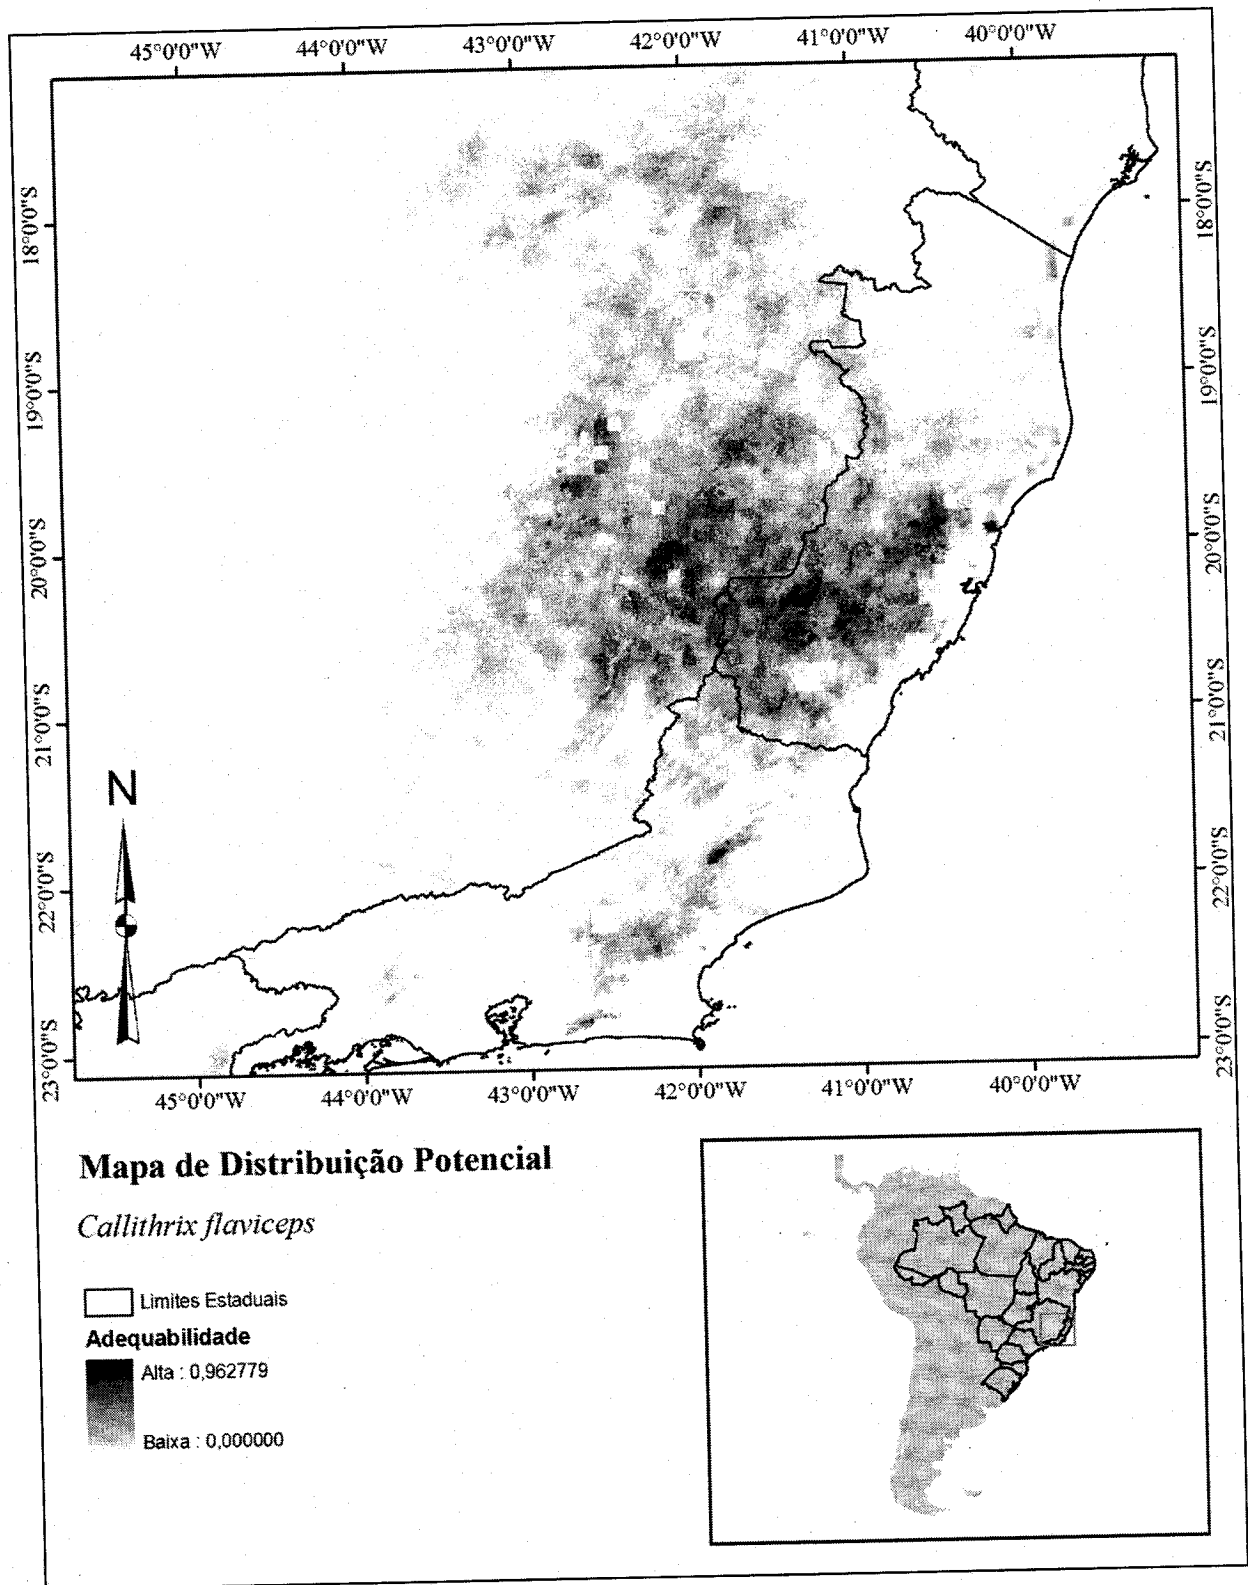 45°0'0"W 44°0'0"W 43°0'0"W 42°0'0"W 41°0'0"W 40°0'0"W
18°0'0"S 18°0'0"S
19°0'0"S 19°0'0"S
20°0'0"S 20°0'0"S
21°0'0"S 21°0'0"S
N
22°0'0"S 22°0'0"S
23°0'0"S 23°0'0"S
45°0'0"W 44°0'0"W 43°0'0"W 42°0'0"W 41°0'0"W 40°0'0"W
Mapa de Distribuição Potencial
Callithrix flaviceps
Limites Estaduais
Adequabilidade
Alta : 0,962779
Baixa : 0,000000